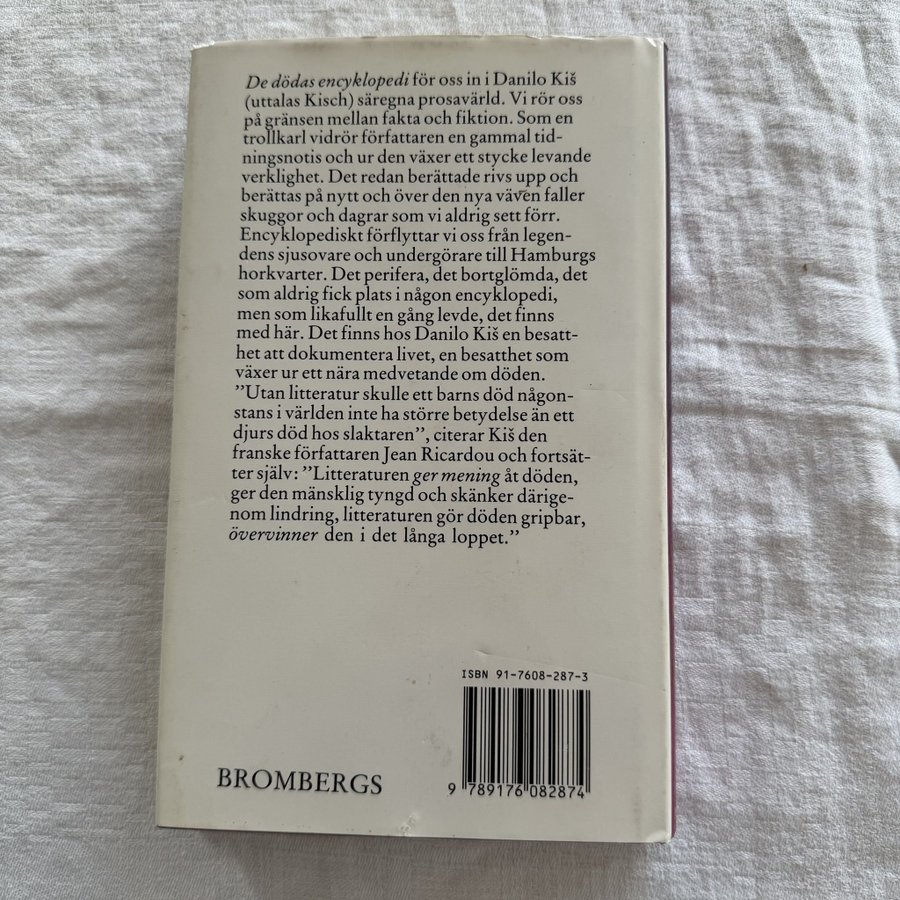 De dödas encyklopedi för oss in i Danilo Kiš
(uttalas Kisch) säregna prosavärld. Vi rör oss
på gränsen mellan fakta och fiktion. Som en
trollkarl vidrör författaren en gammal tid-
ningsnotis och ur den växer ett stycke levande
verklighet. Det redan berättade rivs upp och
berättas på nytt och över den nya väven faller
skuggor och dagrar som vi aldrig sett förr.
Encyklopediskt förflyttar vi oss från legen-
dens sjusovare och undergörare till Hamburgs
horkvarter. Det perifera, det bortglömda, det
som aldrig fick plats i någon encyklopedi,
men som likafullt en gång levde, det finns
med här. Det finns hos Danilo Kiš en besatt-
het att dokumentera livet, en besatthet som
växer ur ett nära medvetande om döden.
”Utan litteratur skulle ett barns död någon-
stans i världen inte ha större betydelse än ett
djurs död hos slaktaren”, citerar Kiš den
franske författaren Jean Ricardou och fortsät-
ter själv: ”Litteraturen ger mening åt döden,
ger den mänsklig tyngd och skänker därige-
nom lindring, litteraturen gör döden gripbar,
övervinner den i det långa loppet.”
ISBN 91-7608-287-3
BROMBERGS
9 789176 082874